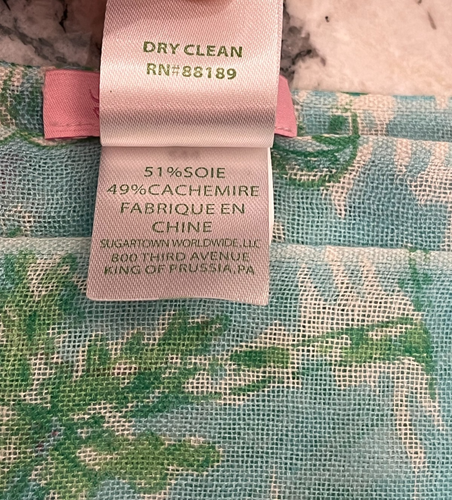 DRY CLEAN
RN#88189
51%SOIE
49%CACHEMIRE
FABRIQUE EN
CHINE
SUGARTOWN WORLDWIDE,LLC
800 THIRD AVENUE
KING OF PRUSSIA,PA